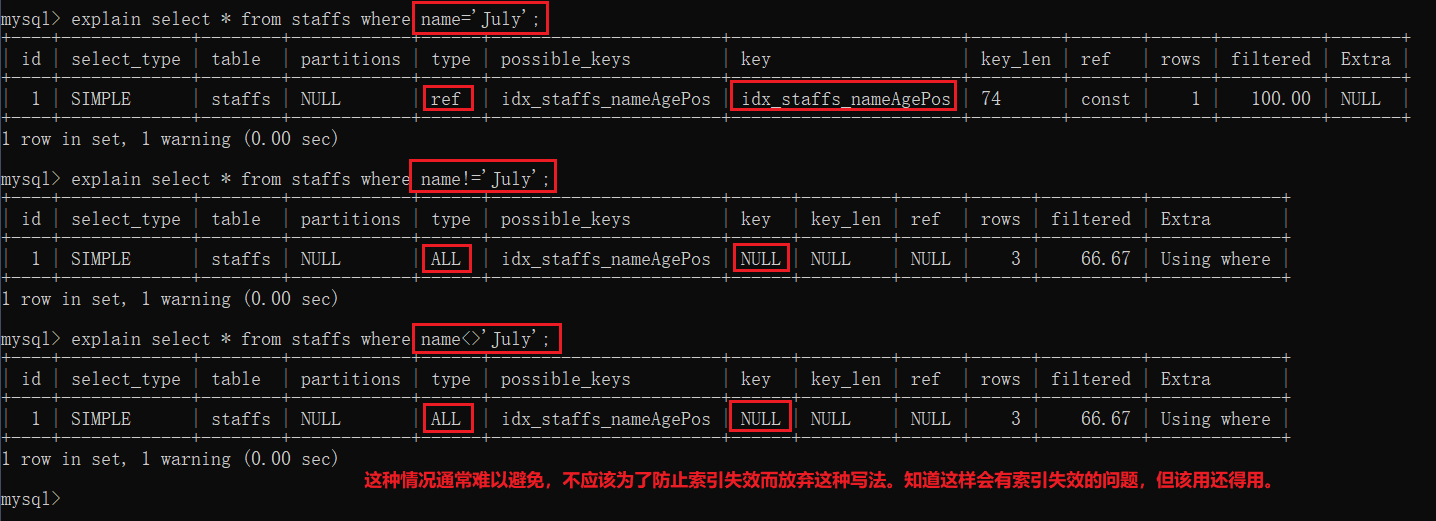 mysql> explain select * from staffs where name='July';
+----+-------------+--------+------------+------+-----------------------+-----------------------+---------+-------+------+----------+-------+
| id | select_type | table  | partitions | type | possible_keys         | key                   | key_len | ref   | rows | filtered | Extra |
+----+-------------+--------+------------+------+-----------------------+-----------------------+---------+-------+------+----------+-------+
|  1 | SIMPLE      | staffs | NULL       | ref  | idx_staffs_nameAgePos | idx_staffs_nameAgePos | 74      | const |    1 |   100.00 | NULL  |
+----+-------------+--------+------------+------+-----------------------+-----------------------+---------+-------+------+----------+-------+
1 row in set, 1 warning (0.00 sec)
mysql> explain select * from staffs where name!='July';
+----+-------------+--------+------------+------+-----------------------+------+---------+------+------+----------+-------------+
| id | select_type | table  | partitions | type | possible_keys         | key  | key_len | ref  | rows | filtered | Extra       |
+----+-------------+--------+------------+------+-----------------------+------+---------+------+------+----------+-------------+
|  1 | SIMPLE      | staffs | NULL       | ALL  | idx_staffs_nameAgePos | NULL | NULL    | NULL |    3 |    66.67 | Using where |
+----+-------------+--------+------------+------+-----------------------+------+---------+------+------+----------+-------------+
1 row in set, 1 warning (0.00 sec)
mysql> explain select * from staffs where name<>'July';
+----+-------------+--------+------------+------+-----------------------+------+---------+------+------+----------+-------------+
| id | select_type | table  | partitions | type | possible_keys         | key  | key_len | ref  | rows | filtered | Extra       |
+----+-------------+--------+------------+------+-----------------------+------+---------+------+------+----------+-------------+
|  1 | SIMPLE      | staffs | NULL       | ALL  | idx_staffs_nameAgePos | NULL | NULL    | NULL |    3 |    66.67 | Using where |
+----+-------------+--------+------------+------+-----------------------+------+---------+------+------+----------+-------------+
1 row in set, 1 warning (0.00 sec)
这种情况通常难以避免，不应该为了防止索引失效而放弃这种写法。知道这样会有索引失效的问题，但该用还得用。
mysql>